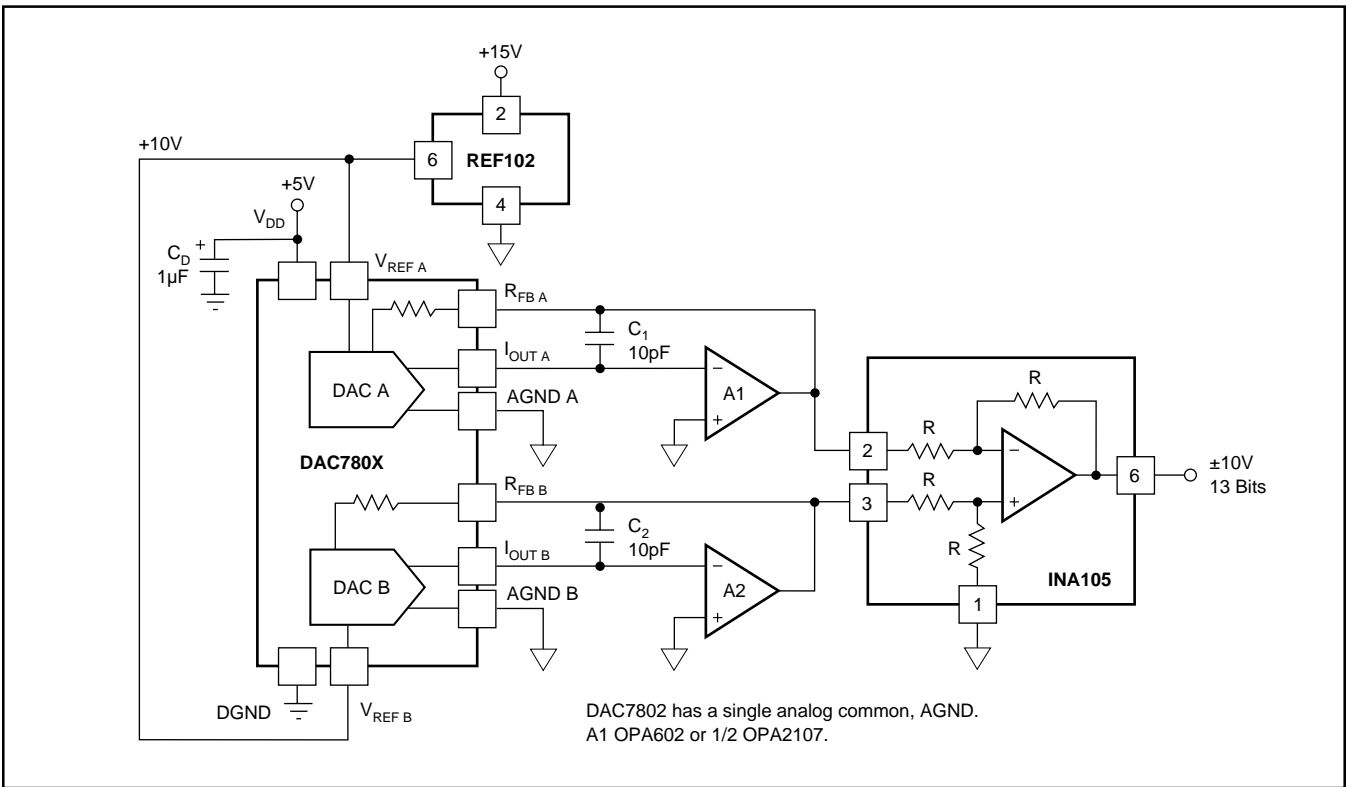 +15V
2
+10V
6
REF102
+5V
4
V_DD
C_D
+
1µF
V_REF A
R_FB A
C_1
10pF
I_OUT A
DAC A
−
A1
+
AGND A
R
R
2
DAC780X
R_FB B
R
3
−
+
6
±10V
13 Bits
C_2
10pF
I_OUT B
R
DAC B
−
A2
+
AGND B
INA105
1
DGND
V_REF B
DAC7802 has a single analog common, AGND.
A1 OPA602 or 1/2 OPA2107.